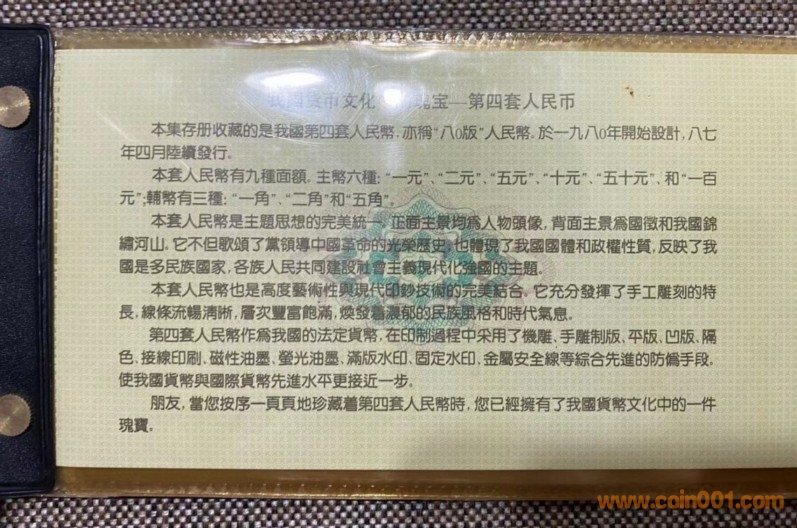 我国货币文化 瑰宝—第四套人民币
本集存册收藏的是我國第四套人民幣,亦稱“八0版”人民幣。於一九八0年開始設計,八七
年四月陸續發行。
本套人民幣有九種面額。主幣六種:“一元”、“二元”、“五元”、“十元”、“五十元”、和“一百
元”;輔幣有三種:“一角”、“二角”和“五角”。
本套人民幣是主題思想的完美統一,正面主景均爲人物頭像,背面主景爲國徽和我國錦
繡河山,它不但歌頌了黨領導中國革命的光榮歷史,也體現了我國國體和政權性質,反映了我
國是多民族國家,各族人民共同建設社會主義現代化強國的主題。
本套人民幣也是高度藝術性與現代印鈔技術的完美結合。它充分發揮了手工雕刻的特
長,線條流暢清晰,層次豐富飽滿,煥發着濃郁的民族風格和時代氣息。
第四套人民幣作爲我國的法定貨幣,在印制過程中采用了機雕、手雕制版、平版、凹版、隔
色、接線印刷、磁性油墨、螢光油墨、滿版水印、固定水印、金屬安全線等綜合先進的防僞手段,
使我國貨幣與國際貨幣先進水平更接近一步。
朋友,當您按序一頁頁地珍藏着第四套人民幣時,您已經擁有了我國貨幣文化中的一件
瑰寶。
www.coin001.com